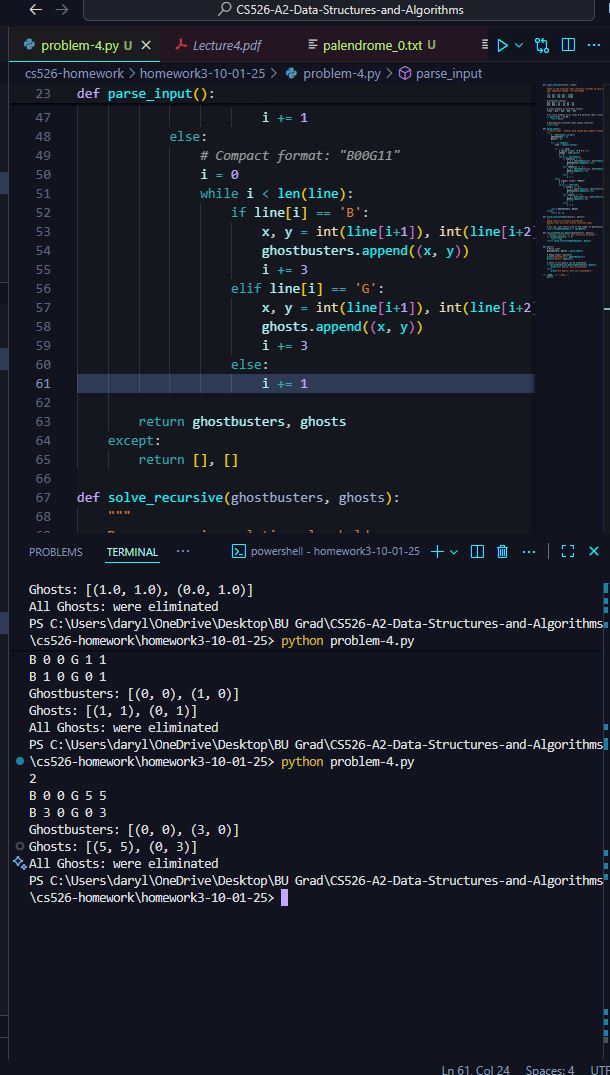 CS526-A2-Data-Structures-and-Algorithms
problem-4.py U
Lecture4.pdf
palendrome_0.txt U
cs526-homework > homework3-10-01-25 > problem-4.py > parse_input
23 def parse_input():
47 i += 1
48 else:
49 # Compact format: "B00G11"
50 i = 0
51 while i < len(line):
52 if line[i] == 'B':
53 x, y = int(line[i+1]), int(line[i+2
54 ghostbusters.append((x, y))
55 i += 3
56 elif line[i] == 'G':
57 x, y = int(line[i+1]), int(line[i+2]
58 ghosts.append((x, y))
59 i += 3
60 else:
61 i += 1
62
63 return ghostbusters, ghosts
64 except:
65 return [], []
66
67 def solve_recursive(ghostbusters, ghosts):
68 """
PROBLEMS TERMINAL ··· powershell - homework3-10-01-25
Ghosts: [(1.0, 1.0), (0.0, 1.0)]
All Ghosts: were eliminated
PS C:\Users\daryl\OneDrive\Desktop\BU Grad\CS526-A2-Data-Structures-and-Algorithms
\cs526-homework\homework3-10-01-25> python problem-4.py
B 0 0 G 1 1
B 1 0 G 0 1
Ghostbusters: [(0, 0), (1, 0)]
Ghosts: [(1, 1), (0, 1)]
All Ghosts: were eliminated
PS C:\Users\daryl\OneDrive\Desktop\BU Grad\CS526-A2-Data-Structures-and-Algorithms
\cs526-homework\homework3-10-01-25> python problem-4.py
2
B 0 0 G 5 5
B 3 0 G 0 3
Ghostbusters: [(0, 0), (3, 0)]
Ghosts: [(5, 5), (0, 3)]
All Ghosts: were eliminated
PS C:\Users\daryl\OneDrive\Desktop\BU Grad\CS526-A2-Data-Structures-and-Algorithms
\cs526-homework\homework3-10-01-25>
Ln 61, Col 24 Spaces: 4 UTF